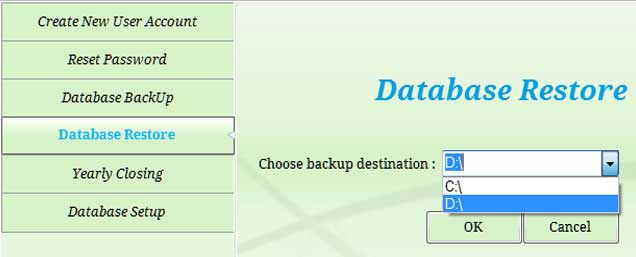 Create New User Account
Reset Password
Database BackUp
Database Restore
Yearly Closing
Database Setup
Database Restore
Choose backup destination : D:\
C:\
D:\
OK Cancel